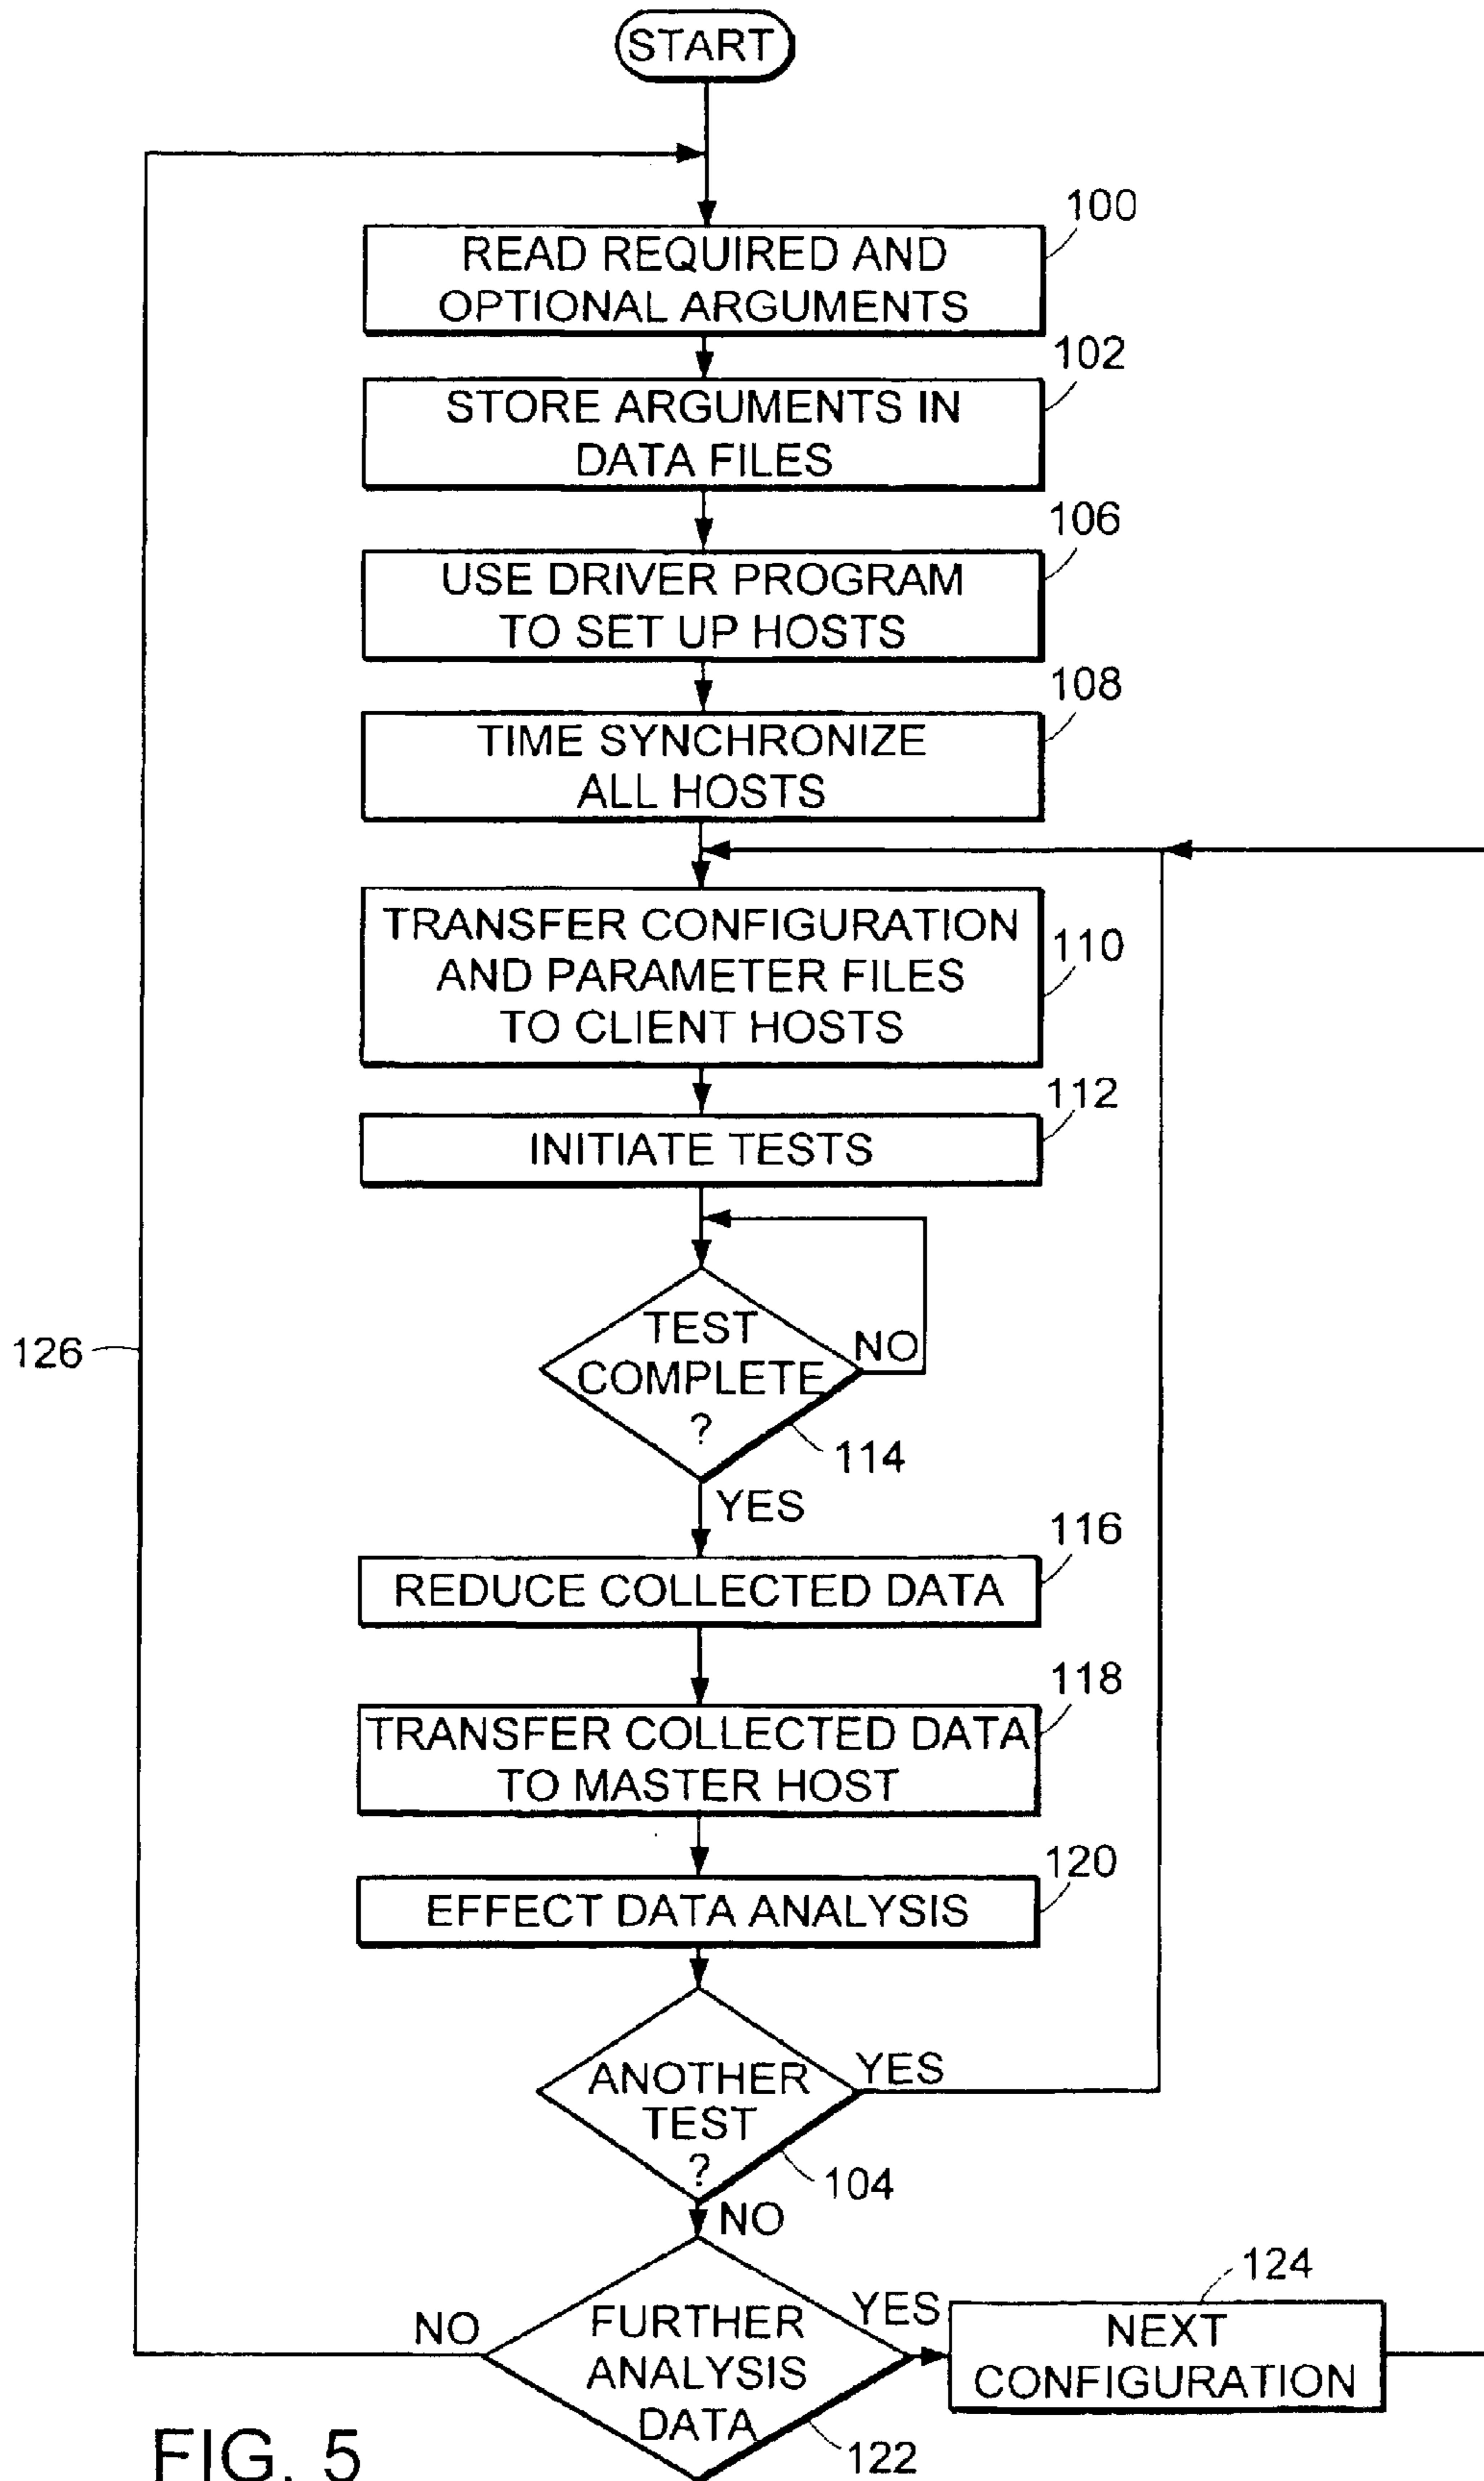 START
100
READ REQUIRED AND
OPTIONAL ARGUMENTS
102
STORE ARGUMENTS IN
DATA FILES
106
USE DRIVER PROGRAM
TO SET UP HOSTS
108
TIME SYNCHRONIZE
ALL HOSTS
TRANSFER CONFIGURATION
AND PARAMETER FILES
TO CLIENT HOSTS
110
112
INITIATE TESTS
TEST
COMPLETE
?
NO
126
114
YES
116
REDUCE COLLECTED DATA
118
TRANSFER COLLECTED DATA
TO MASTER HOST
120
EFFECT DATA ANALYSIS
ANOTHER
TEST
?
YES
104
NO
124
NO
FURTHER
ANALYSIS
DATA
YES
NEXT
CONFIGURATION
122
FIG. 5